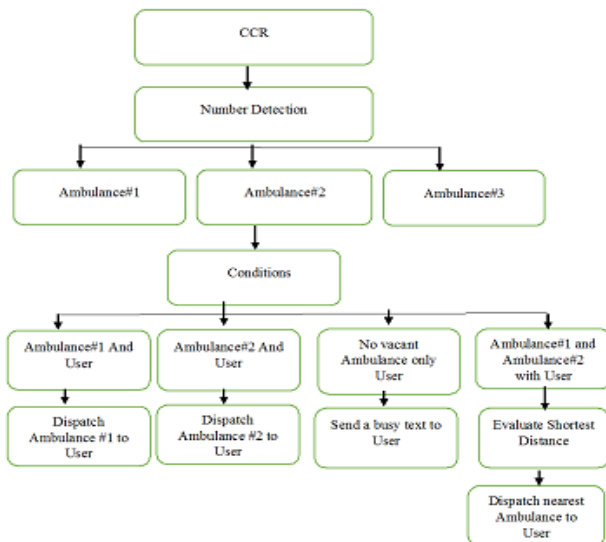 CCR
Number Detection
Ambulance#1
Ambulance#2
Ambulance#3
Conditions
Ambulance#1 And
User
Ambulance#2 And
User
No vacant
Ambulance only
User
Ambulance#1 and
Ambulance#2
with User
Dispatch
Ambulance #1 to
User
Dispatch
Ambulance #2 to
User
Send a busy text to
User
Evaluate Shortest
Distance
Dispatch nearest
Ambulance to
User